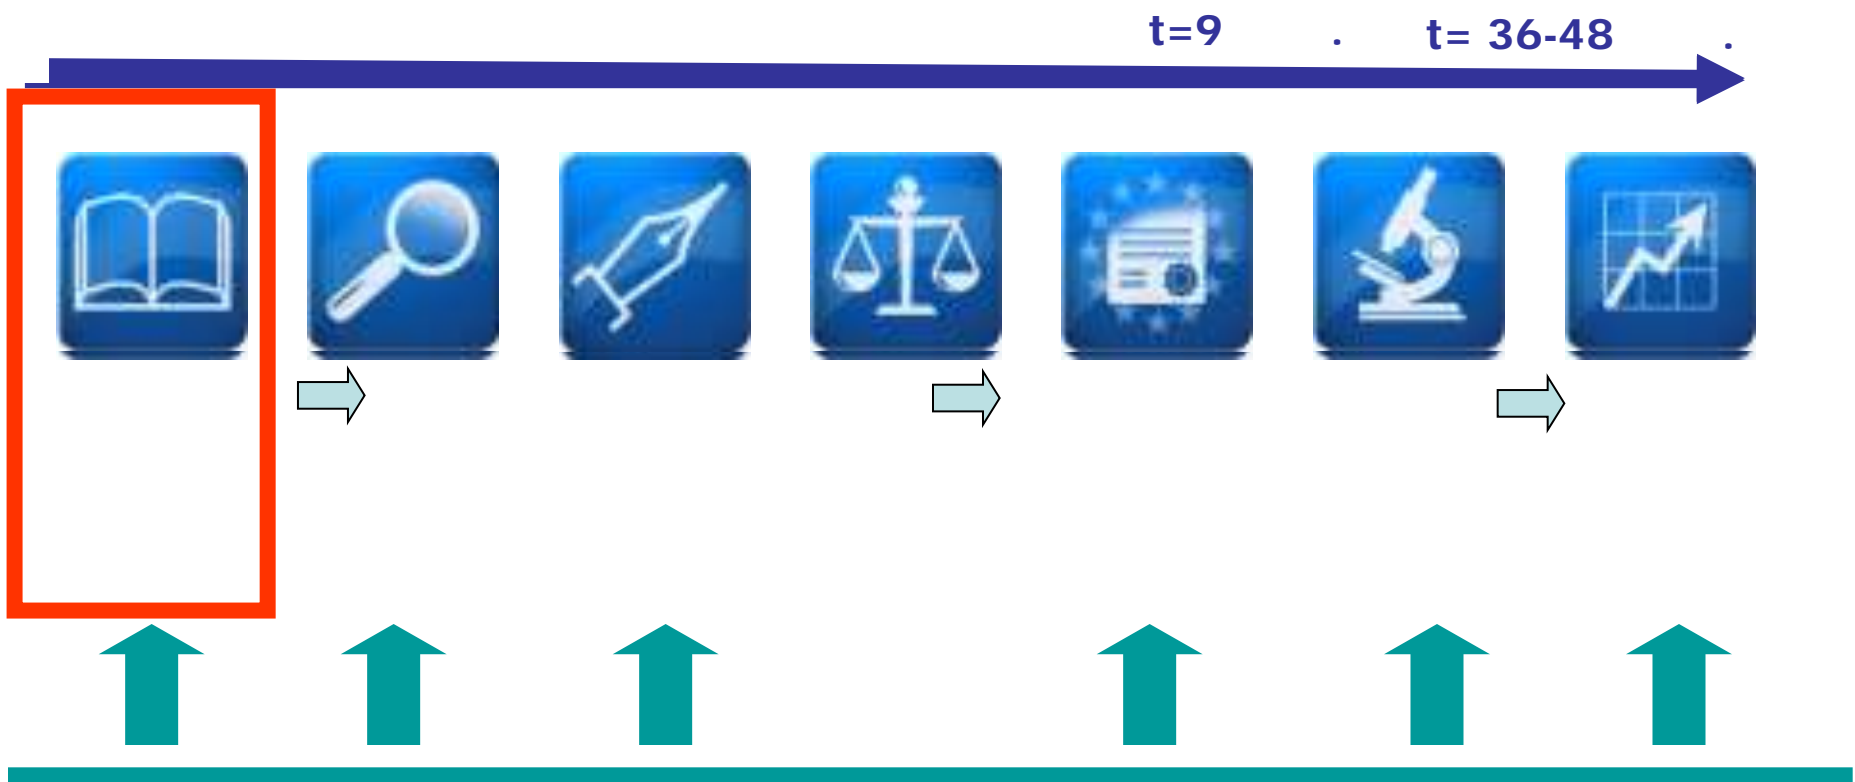 t=9 . t= 36-48 .